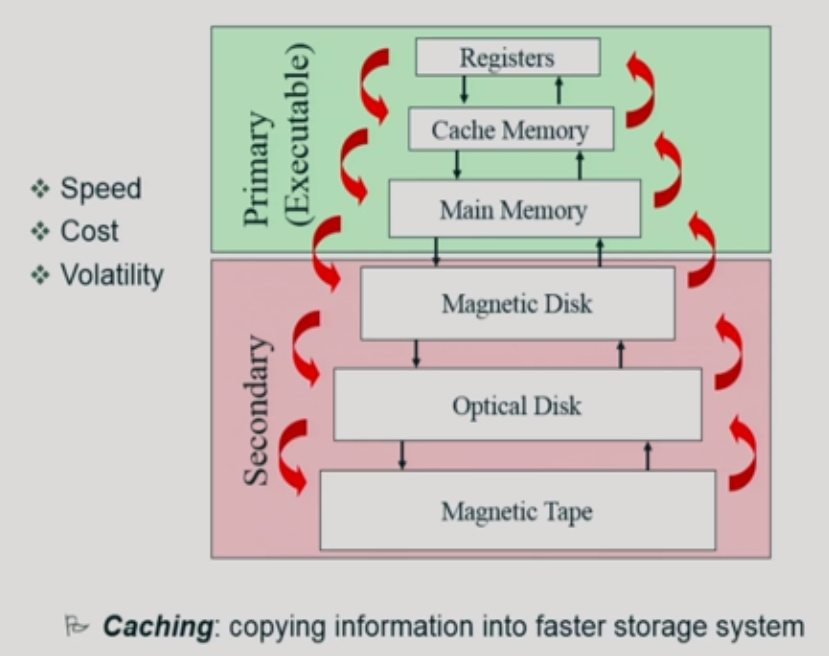 Primary
(Executable)
Registers
Cache Memory
Main Memory
❖ Speed
❖ Cost
❖ Volatility
Secondary
Magnetic Disk
Optical Disk
Magnetic Tape
Caching: copying information into faster storage system